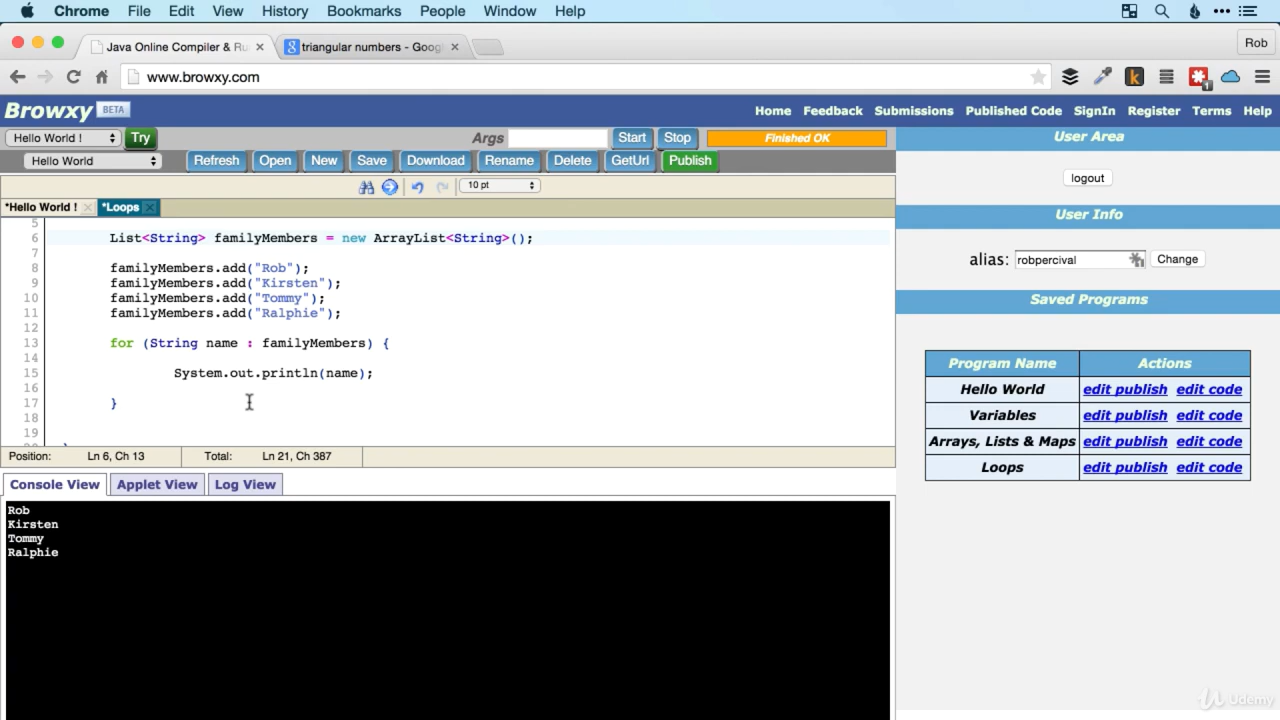 Chrome File Edit View History Bookmarks People Window Help
Java Online Compiler & Ru
triangular numbers - Goog
Rob
www.browxy.com
Browxy BETA
Home Feedback Submissions Published Code SignIn Register Terms Help
Hello World ! Try Args Start Stop Finished OK
Hello World Refresh Open New Save Download Rename Delete GetUrl Publish
10 pt
*Hello World ! *Loops
5
6 List<String> familyMembers = new ArrayList<String>();
7
8 familyMembers.add("Rob");
9 familyMembers.add("Kirsten");
10 familyMembers.add("Tommy");
11 familyMembers.add("Ralphie");
12
13 for (String name : familyMembers) {
14
15 System.out.println(name);
16
17 }
18
19
Position: Ln 6, Ch 13 Total: Ln 21, Ch 387
Console View Applet View Log View
Rob
Kirsten
Tommy
Ralphie
User Area
logout
User Info
alias: robpercival Change
Saved Programs
Program Name Actions
Hello World edit publish edit code
Variables edit publish edit code
Arrays, Lists & Maps edit publish edit code
Loops edit publish edit code
Udemy